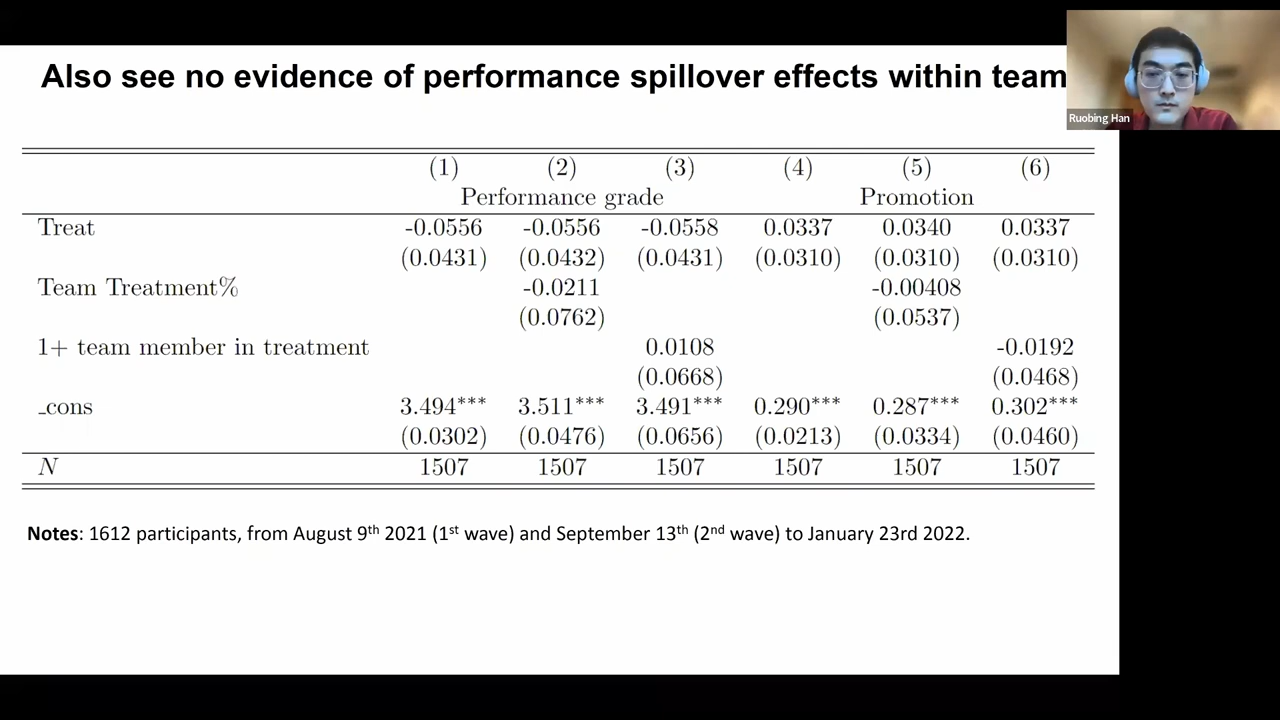 Also see no evidence of performance spillover effects within team
Ruobing Han
(1) (2) (3) (4) (5) (6)
Performance grade Promotion
Treat -0.0556 -0.0556 -0.0558 0.0337 0.0340 0.0337
(0.0431) (0.0432) (0.0431) (0.0310) (0.0310) (0.0310)
Team Treatment% -0.0211 -0.00408
(0.0762) (0.0537)
1+ team member in treatment 0.0108 -0.0192
(0.0668) (0.0468)
_cons 3.494*** 3.511*** 3.491*** 0.290*** 0.287*** 0.302***
(0.0302) (0.0476) (0.0656) (0.0213) (0.0334) (0.0460)
N 1507 1507 1507 1507 1507 1507
Notes: 1612 participants, from August 9th 2021 (1st wave) and September 13th (2nd wave) to January 23rd 2022.